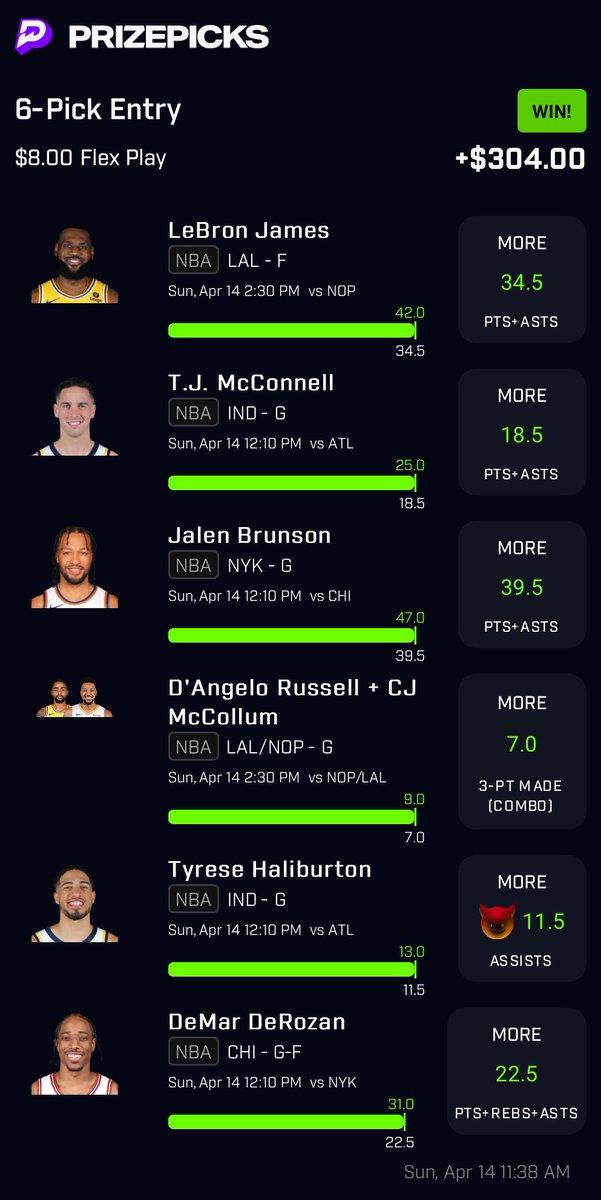 PRIZEPICKS
6-Pick Entry
WIN!
$8.00 Flex Play
+$304.00
LeBron James
NBA LAL - F
Sun, Apr 14 2:30 PM vs NOP
42.0
34.5
MORE
34.5
PTS+ASTS
T.J. McConnell
NBA IND - G
Sun, Apr 14 12:10 PM vs ATL
25.0
18.5
MORE
18.5
PTS+ASTS
Jalen Brunson
NBA NYK - G
Sun, Apr 14 12:10 PM vs CHI
47.0
39.5
MORE
39.5
PTS+ASTS
D'Angelo Russell + CJ
McCollum
NBA LAL/NOP - G
Sun, Apr 14 2:30 PM vs NOP/LAL
9.0
7.0
MORE
7.0
3-PT MADE
(COMBO)
Tyrese Haliburton
NBA IND - G
Sun, Apr 14 12:10 PM vs ATL
13.0
11.5
MORE
11.5
ASSISTS
DeMar DeRozan
NBA CHI - G-F
Sun, Apr 14 12:10 PM vs NYK
31.0
22.5
MORE
22.5
PTS+REBS+ASTS
Sun, Apr 14 11:38 AM